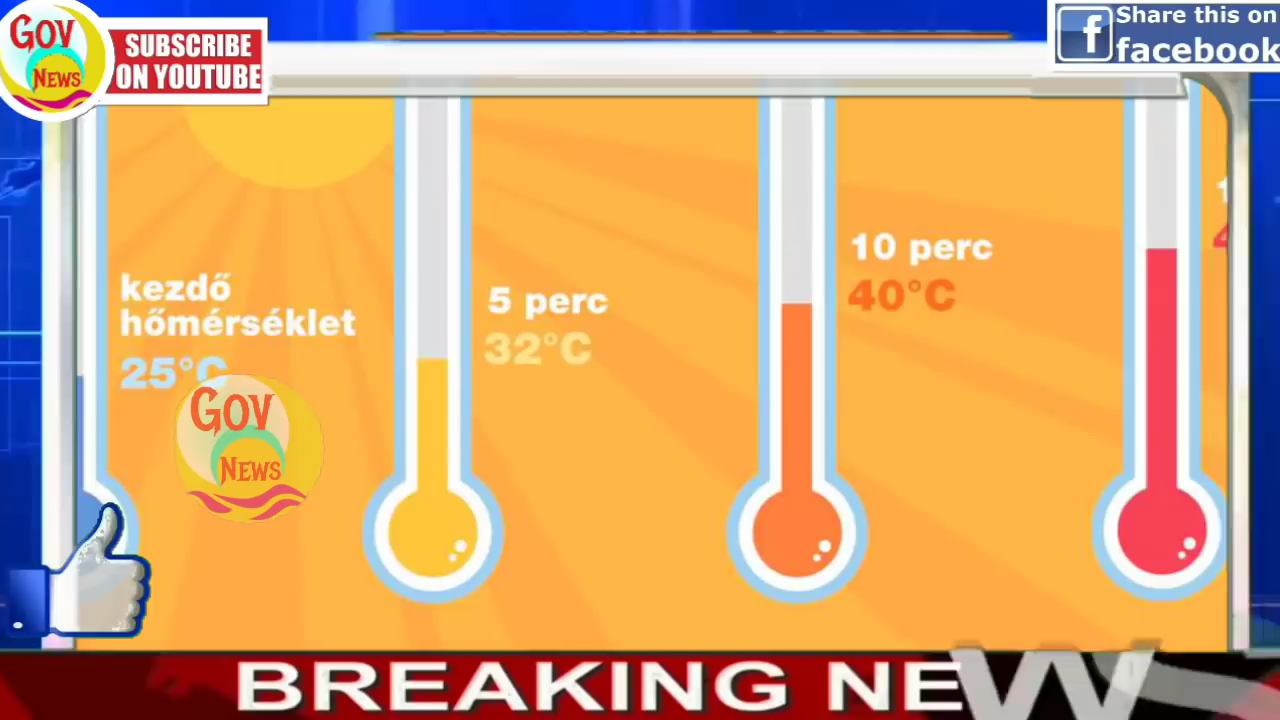 GOV
NEWS
SUBSCRIBE
ON YOUTUBE
f
Share this on
facebook
kezdő
hőmérséklet
25°C
5 perc
32°C
10 perc
40°C
GOV
NEWS
BREAKING NEW